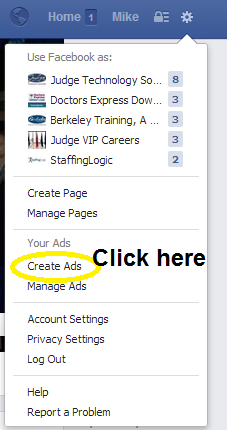 Home 1 Mike
Use Facebook as:
Judge Technology So... 8
Doctors Express Dow... 3
Berkeley Training, A ... 3
Judge VIP Careers 3
StaffingLogic 2
Create Page
Manage Pages
Your Ads
Create Ads Click here
Manage Ads
Account Settings
Privacy Settings
Log Out
Help
Report a Problem